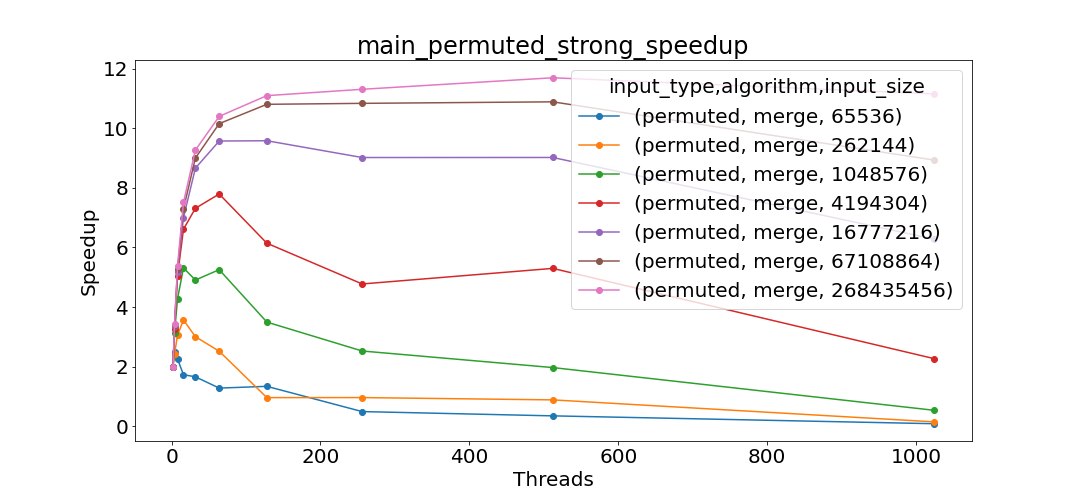 main_permuted_strong_speedup
12
10
8
6
4
2
0
Speedup
input_type,algorithm,input_size
(permuted, merge, 65536)
(permuted, merge, 262144)
(permuted, merge, 1048576)
(permuted, merge, 4194304)
(permuted, merge, 16777216)
(permuted, merge, 67108864)
(permuted, merge, 268435456)
0 200 400 600 800 1000
Threads